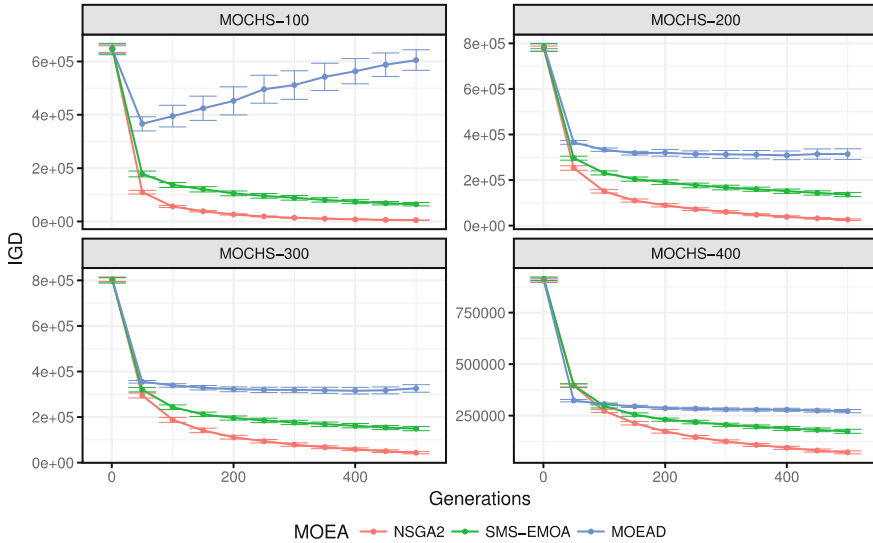 MOCHS−100
MOCHS−200
6e+05
4e+05
2e+05
0e+00
8e+05
6e+05
4e+05
2e+05
0e+00
IGD
MOCHS−300
MOCHS−400
8e+05
6e+05
4e+05
2e+05
0e+00
750000
500000
250000
0 200 400
0 200 400
Generations
MOEA NSGA2 SMS−EMOA MOEAD